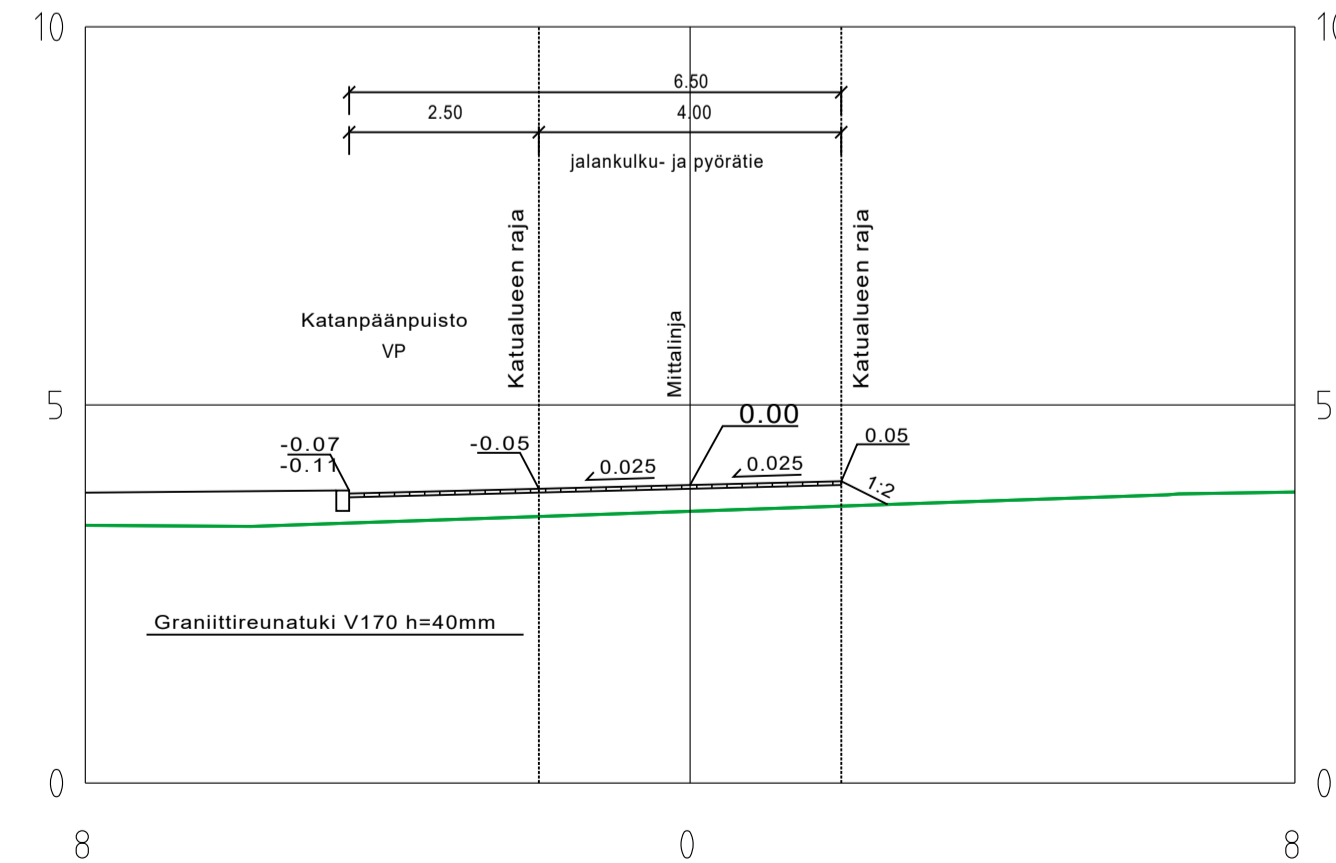 10
10
6.50
2.50
4.00
jalankulku- ja pyörätie
Katualueen raja
Mittalinja
Katualueen raja
Katanpäänpuisto
VP
5
5
0.00
-0.07
-0.11
-0.05
0.025
0.025
0.05
1:2
Graniittireunatuki V170 h=40mm
0
0
8
0
8